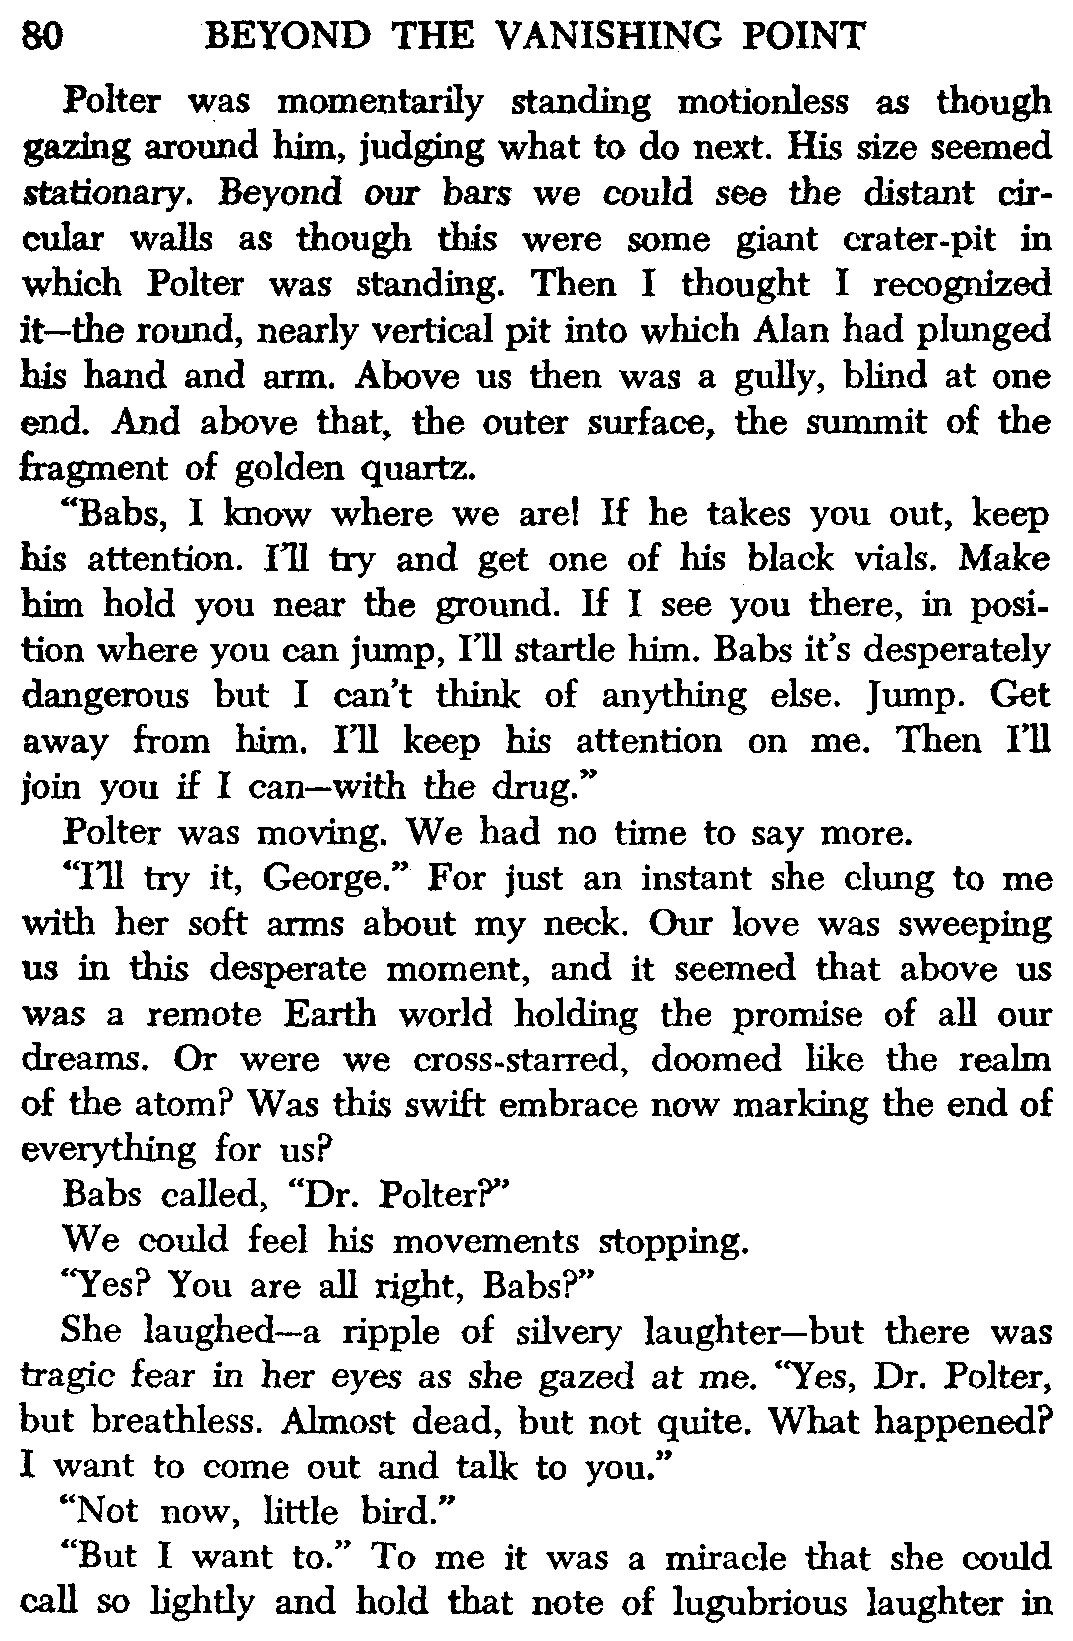 80 BEYOND THE VANISHING POINT
Polter was momentarily standing motionless as though
gazing around him, judging what to do next. His size seemed
stationary. Beyond our bars we could see the distant cir-
cular walls as though this were some giant crater-pit in
which Polter was standing. Then I thought I recognized
it—the round, nearly vertical pit into which Alan had plunged
his hand and arm. Above us then was a gully, blind at one
end. And above that, the outer surface, the summit of the
fragment of golden quartz.
“Babs, I know where we are! If he takes you out, keep
his attention. I’ll try and get one of his black vials. Make
him hold you near the ground. If I see you there, in posi-
tion where you can jump, I’ll startle him. Babs it’s desperately
dangerous but I can’t think of anything else. Jump. Get
away from him. I’ll keep his attention on me. Then I’ll
join you if I can—with the drug.”
Polter was moving. We had no time to say more.
“I’ll try it, George.” For just an instant she clung to me
with her soft arms about my neck. Our love was sweeping
us in this desperate moment, and it seemed that above us
was a remote Earth world holding the promise of all our
dreams. Or were we cross-starred, doomed like the realm
of the atom? Was this swift embrace now marking the end of
everything for us?
Babs called, “Dr. Polter?”
We could feel his movements stopping.
“Yes? You are all right, Babs?”
She laughed—a ripple of silvery laughter—but there was
tragic fear in her eyes as she gazed at me. “Yes, Dr. Polter,
but breathless. Almost dead, but not quite. What happened?
I want to come out and talk to you.”
“Not now, little bird.”
“But I want to.” To me it was a miracle that she could
call so lightly and hold that note of lugubrious laughter in